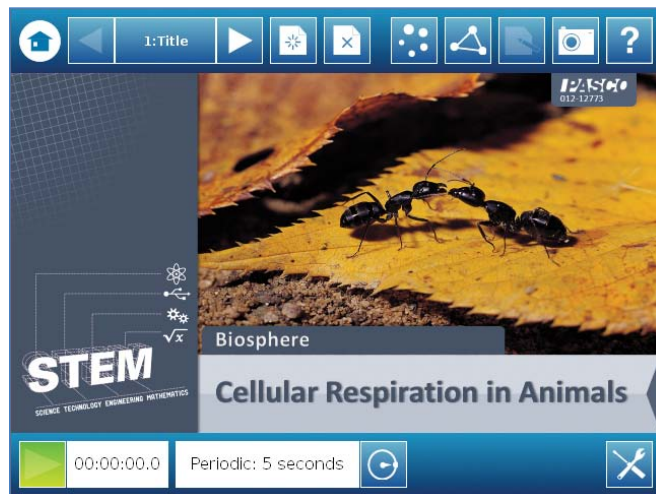 1:Title
?
PASCO
012-12773
√x
STEM
SCIENCE TECHNOLOGY ENGINEERING MATHEMATICS
Biosphere
Cellular Respiration in Animals
00:00:00.0
Periodic: 5 seconds